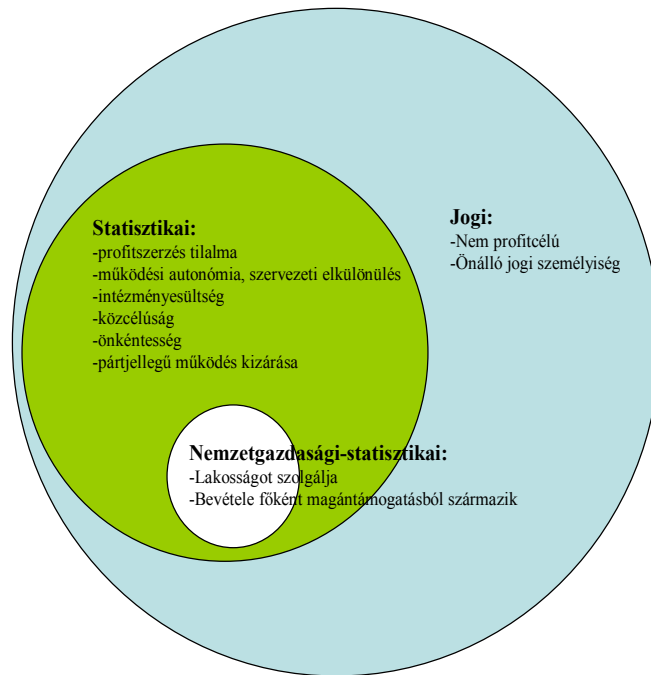 Statisztikai:
-profitszerzés tilalma
-működési autonómia, szervezeti elkülönülés
-intézményesültség
-közcélúság
-önkéntesség
-pártjellegű működés kizárása
Jogi:
-Nem profitcélú
-Önálló jogi személyiség
Nemzetgazdasági-statisztikai:
-Lakosságot szolgálja
-Bevétele főként magántámogatásból származik